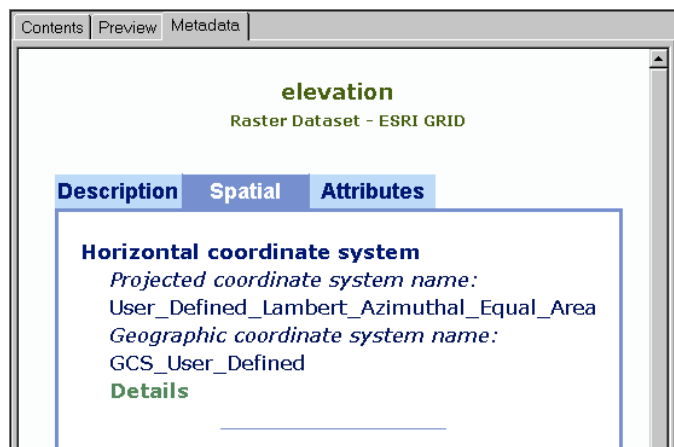 Contents Preview Metadata
elevation
Raster Dataset - ESRI GRID
Description Spatial Attributes
Horizontal coordinate system
Projected coordinate system name:
User_Defined_Lambert_Azimuthal_Equal_Area
Geographic coordinate system name:
GCS_User_Defined
Details